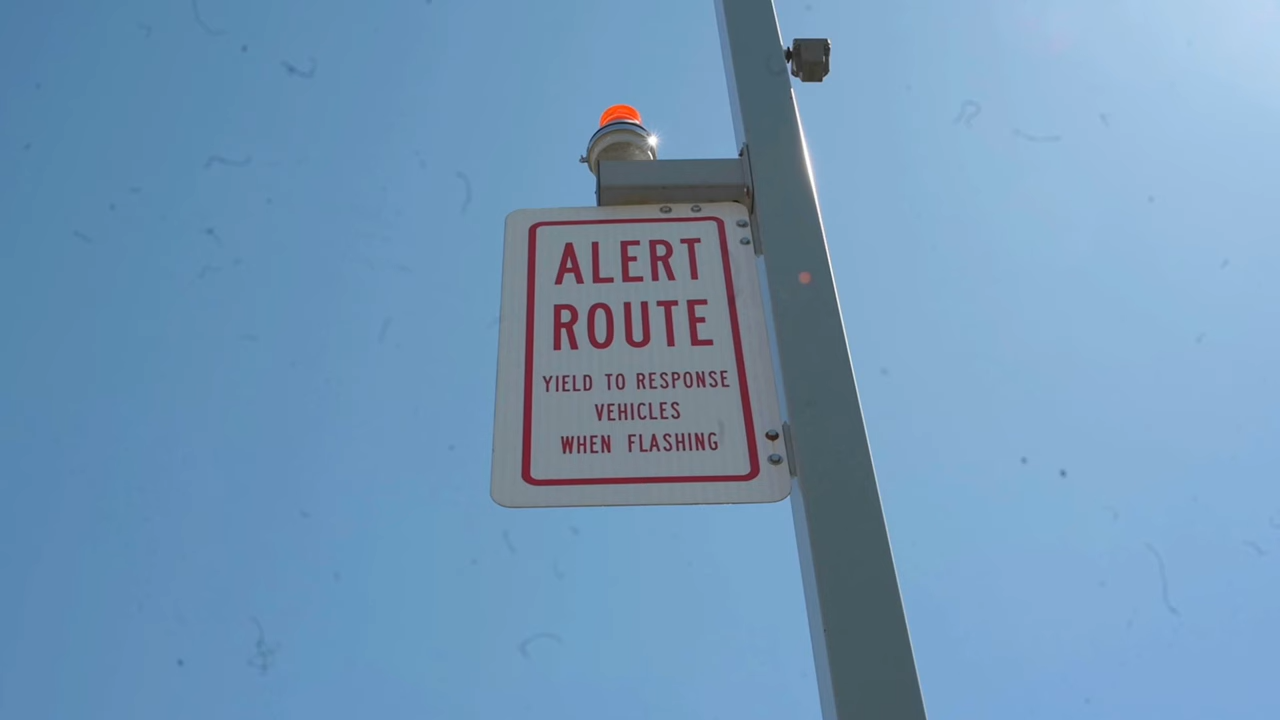 ALERT
ROUTE
YIELD TO RESPONSE
VEHICLES
WHEN FLASHING